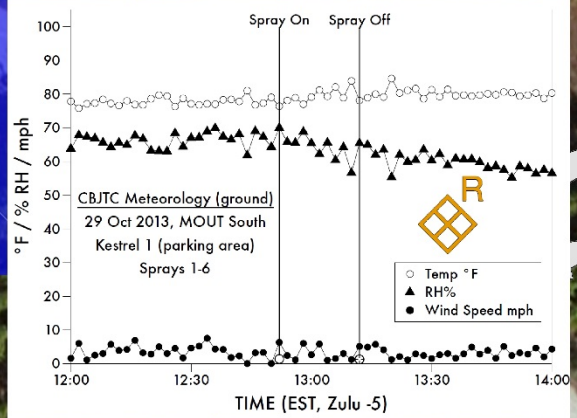 Spray On Spray Off
100
90
80
70
60
50
40
30
20
10
0
°F / % RH / mph
CBJTC Meteorology (ground)
29 Oct 2013, MOUT South
Kestrel 1 (parking area)
Sprays 1-6
R
Temp °F
RH%
Wind Speed mph
12:00 12:30 13:00 13:30 14:00
TIME (EST, Zulu -5)